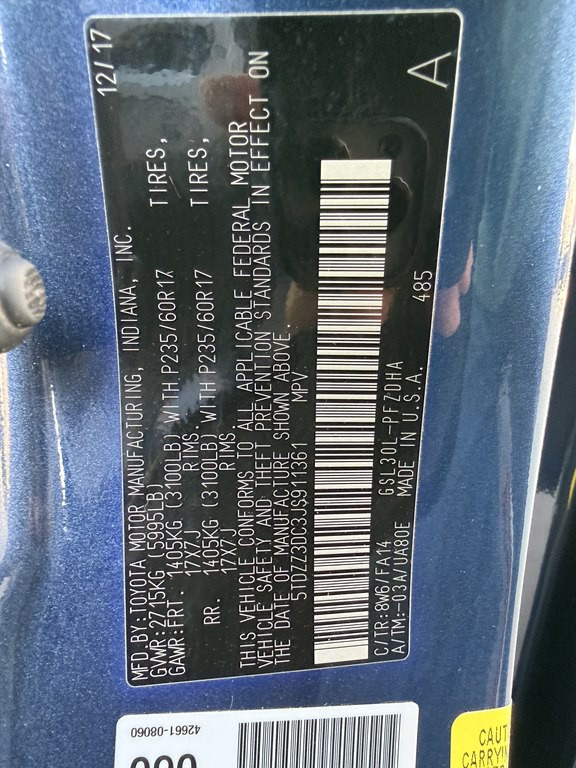 MFD.BY:TOYOTA MOTOR MANUFACTURING, INDIANA, INC. 12/17
GVWR:2715KG (5995LB)
GAWR:FRT. 1405KG (3100LB) WITH P235/60R17 TIRES,
17X7J RIMS
RR. 1405KG (3100LB) WITH P235/60R17 TIRES,
17X7J RIMS
THIS VEHICLE CONFORMS TO ALL APPLICABLE FEDERAL MOTOR
VEHICLE SAFETY AND THEFT PREVENTION STANDARDS IN EFFECT ON
THE DATE OF MANUFACTURE SHOWN ABOVE.
5TDZZ3DC3JS911361 MPV.
C/TR:8W6/FA14 GSL30L-PFZQHA 485
A/TM:-03A/UA80E MADE IN U.S.A. A
42661-08060
CAUT
CARRYIN